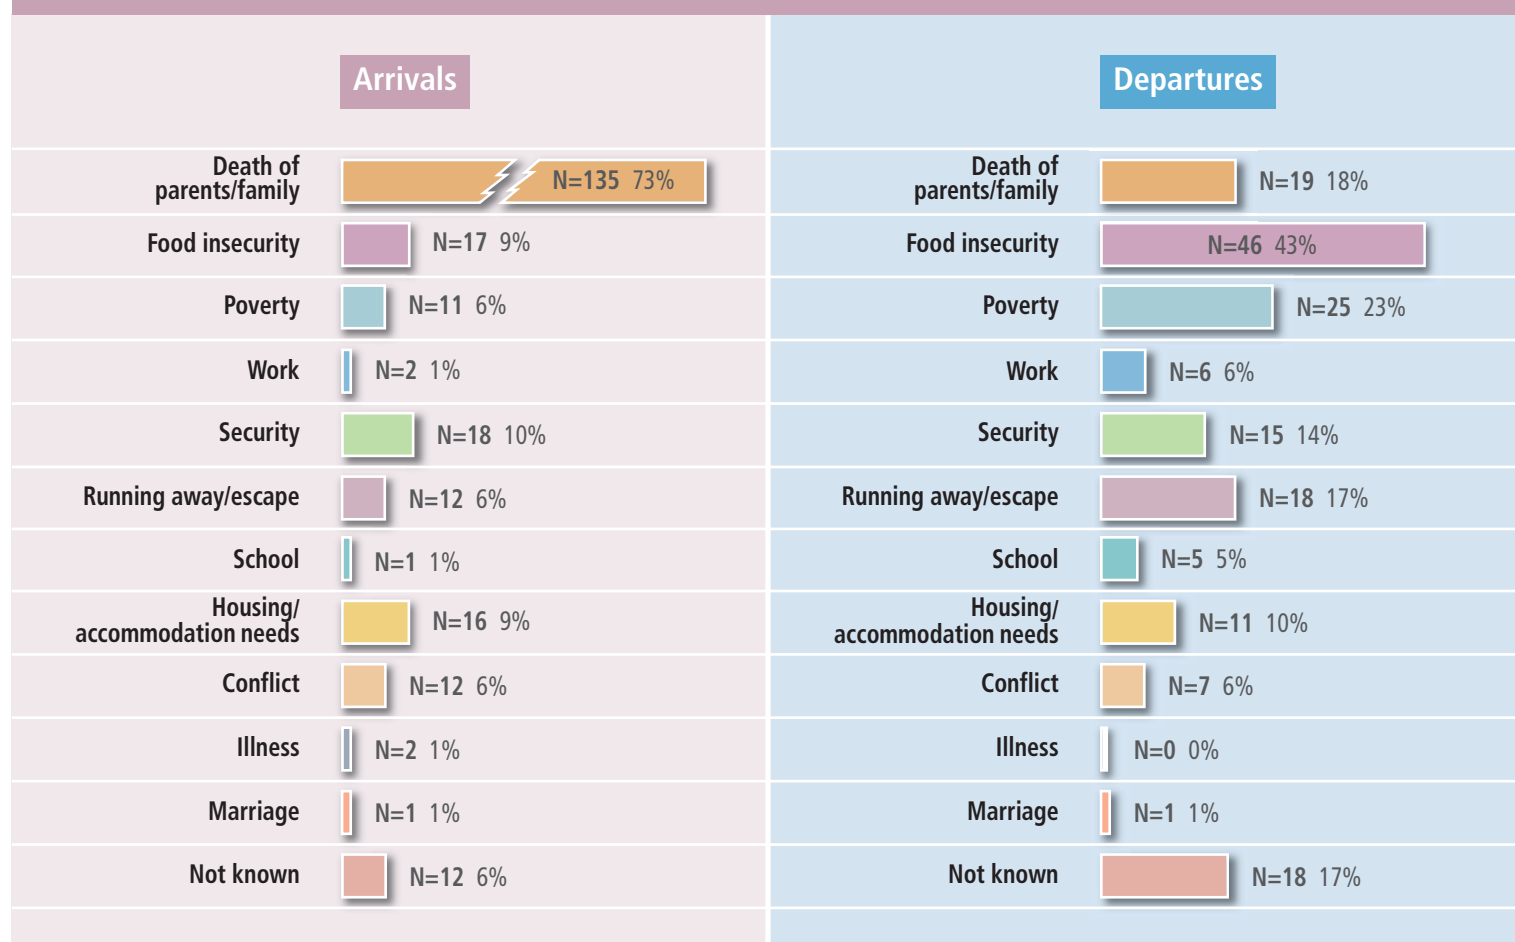 Arrivals
Death of
parents/family
N=135 73%
Food insecurity
N=17 9%
Poverty
N=11 6%
Work
N=2 1%
Security
N=18 10%
Running away/escape
N=12 6%
School
N=1 1%
Housing/
accommodation needs
N=16 9%
Conflict
N=12 6%
Illness
N=2 1%
Marriage
N=1 1%
Not known
N=12 6%
Departures
Death of
parents/family
N=19 18%
Food insecurity
N=46 43%
Poverty
N=25 23%
Work
N=6 6%
Security
N=15 14%
Running away/escape
N=18 17%
School
N=5 5%
Housing/
accommodation needs
N=11 10%
Conflict
N=7 6%
Illness
N=0 0%
Marriage
N=1 1%
Not known
N=18 17%